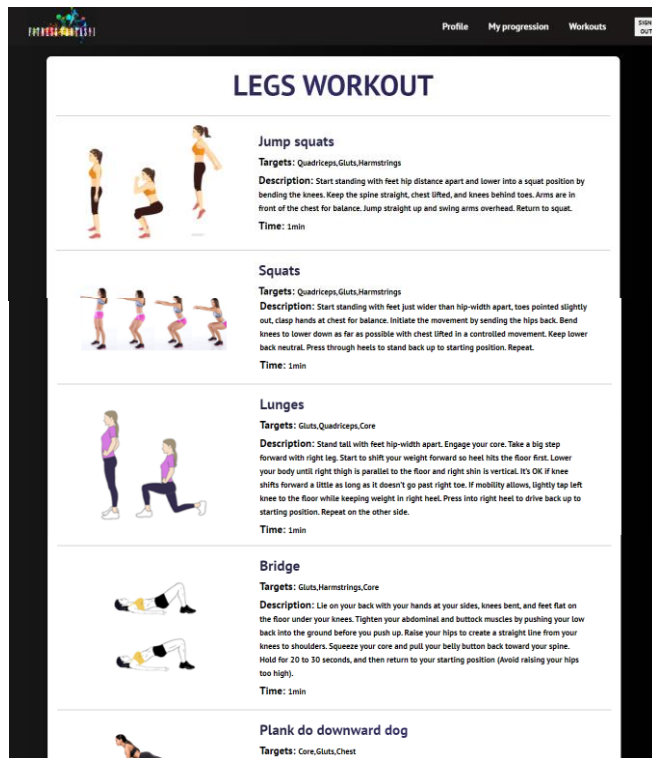 FITNESS FANTASY
Profile
My progression
Workouts
SIGN
OUT
LEGS WORKOUT
Jump squats
Targets: Quadriceps,Gluts,Harmstrings
Description: Start standing with feet hip distance apart and lower into a squat position by
bending the knees. Keep the spine straight, chest lifted, and knees behind toes. Arms are in
front of the chest for balance. Jump straight up and swing arms overhead. Return to squat.
Time: 1min
Squats
Targets: Quadriceps,Gluts,Harmstrings
Description: Start standing with feet just wider than hip-width apart, toes pointed slightly
out, clasp hands at chest for balance. Initiate the movement by sending the hips back. Bend
knees to lower down as far as possible with chest lifted in a controlled movement. Keep lower
back neutral. Press through heels to stand back up to starting position. Repeat.
Time: 1min
Lunges
Targets: Gluts,Quadriceps,Core
Description: Stand tall with feet hip-width apart. Engage your core. Take a big step
forward with right leg. Start to shift your weight forward so heel hits the floor first. Lower
your body until right thigh is parallel to the floor and right shin is vertical. It's OK if knee
shifts forward a little as long as it doesn't go past right toe. If mobility allows, lightly tap left
knee to the floor while keeping weight in right heel. Press into right heel to drive back up to
starting position. Repeat on the other side.
Time: 1min
Bridge
Targets: Gluts,Harmstrings,Core
Description: Lie on your back with your hands at your sides, knees bent, and feet flat on
the floor under your knees. Tighten your abdominal and buttock muscles by pushing your low
back into the ground before you push up. Raise your hips to create a straight line from your
knees to shoulders. Squeeze your core and pull your belly button back toward your spine.
Hold for 20 to 30 seconds, and then return to your starting position (Avoid raising your hips
too high).
Time: 1min
Plank do downward dog
Targets: Core,Gluts,Chest